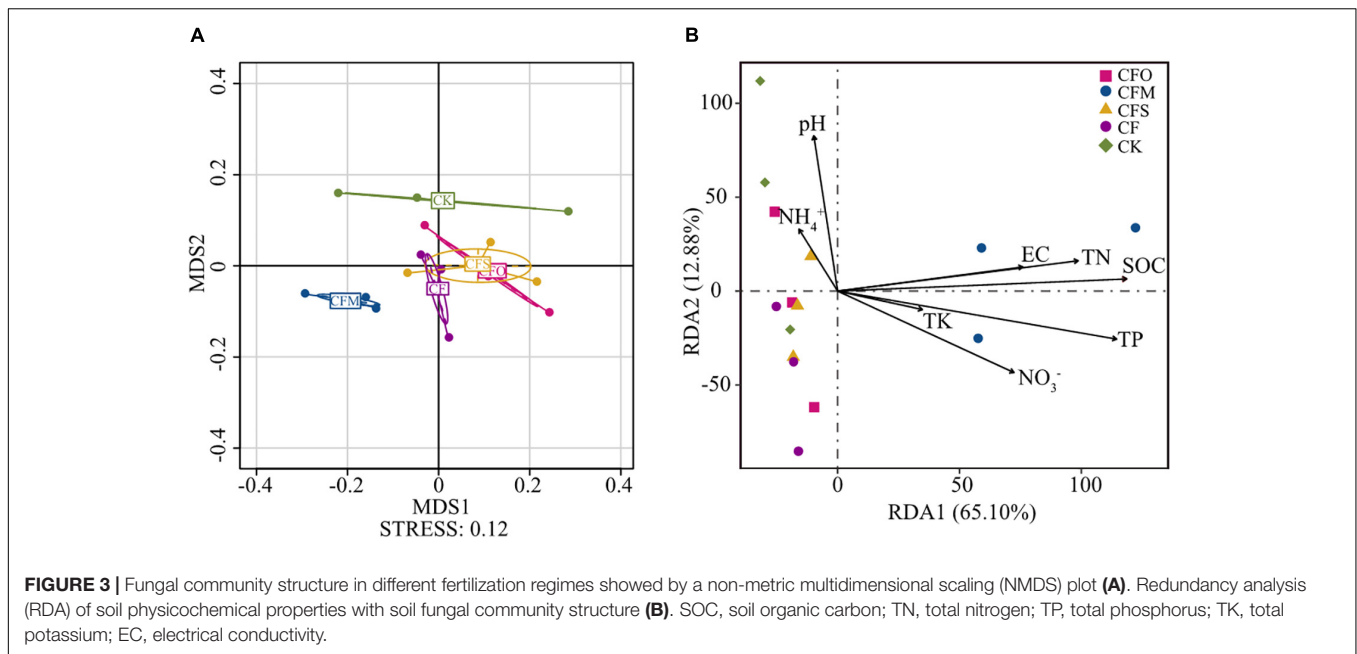 A
0.4
0.2
0
-0.2
-0.4
MDS2
CK
CFS
CFO
CF
CFM
-0.4
-0.2
0
0.2
0.4
MDS1
STRESS: 0.12
B
100
50
0
-50
RDA2 (12.88%)
CFO
CFM
CFS
CF
CK
pH
NH₄⁺
EC
TN
SOC
TK
TP
NO₃⁻
0
50
100
RDA1 (65.10%)
FIGURE 3 | Fungal community structure in different fertilization regimes showed by a non-metric multidimensional scaling (NMDS) plot (A). Redundancy analysis
(RDA) of soil physicochemical properties with soil fungal community structure (B). SOC, soil organic carbon; TN, total nitrogen; TP, total phosphorus; TK, total
potassium; EC, electrical conductivity.